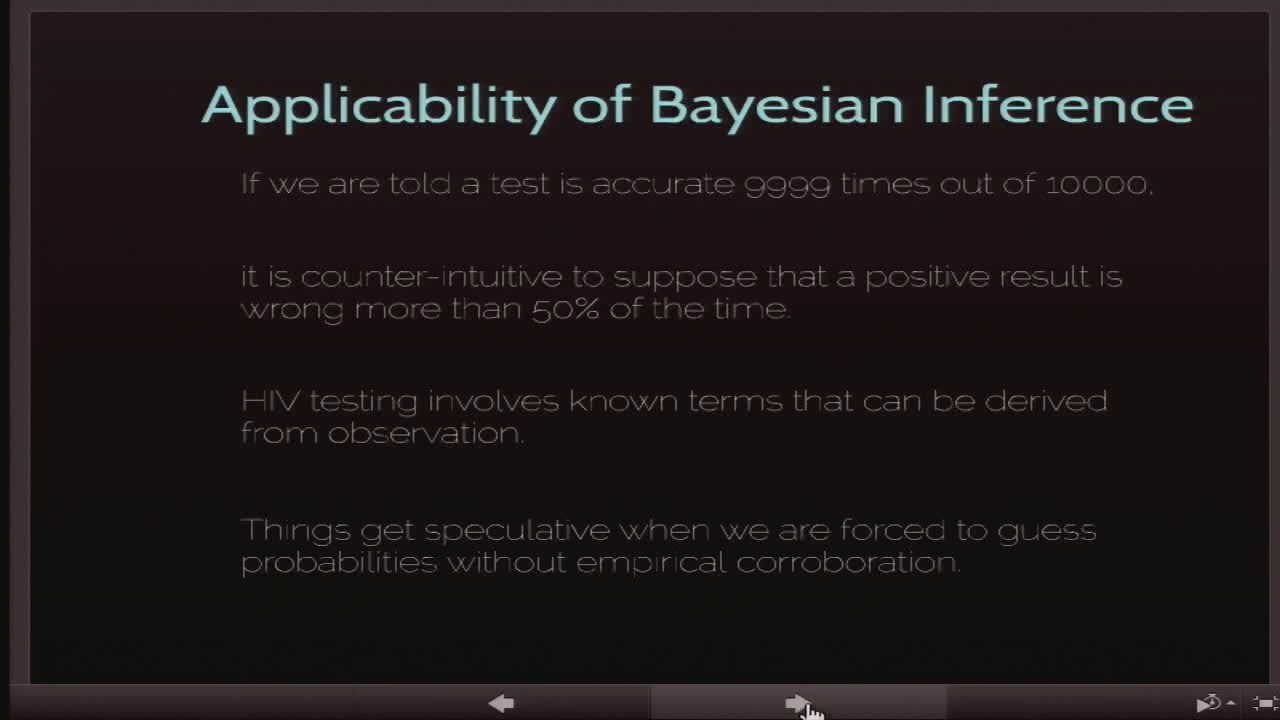 Applicability of Bayesian Inference
If we are told a test is accurate 9999 times out of 10000,
it is counter-intuitive to suppose that a positive result is
wrong more than 50% of the time.
HIV testing involves known terms that can be derived
from observation.
Things get speculative when we are forced to guess
probabilities without empirical corroboration.